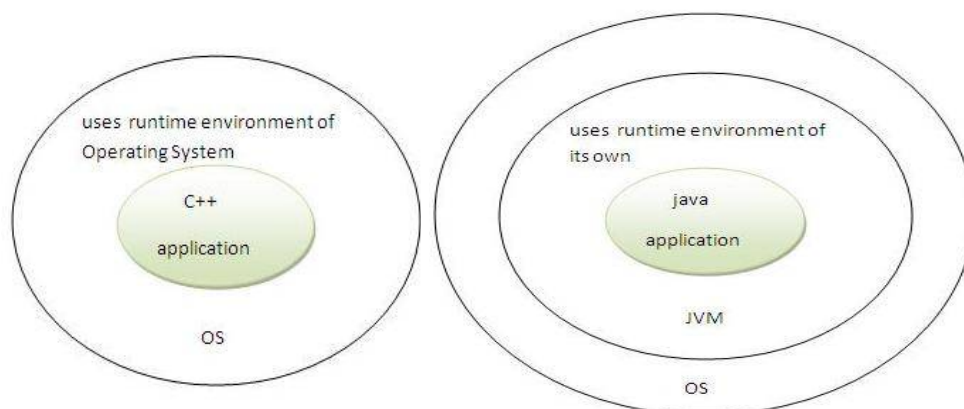 uses runtime environment of
Operating System
C++
application
OS
uses runtime environment of
its own
java
application
JVM
OS